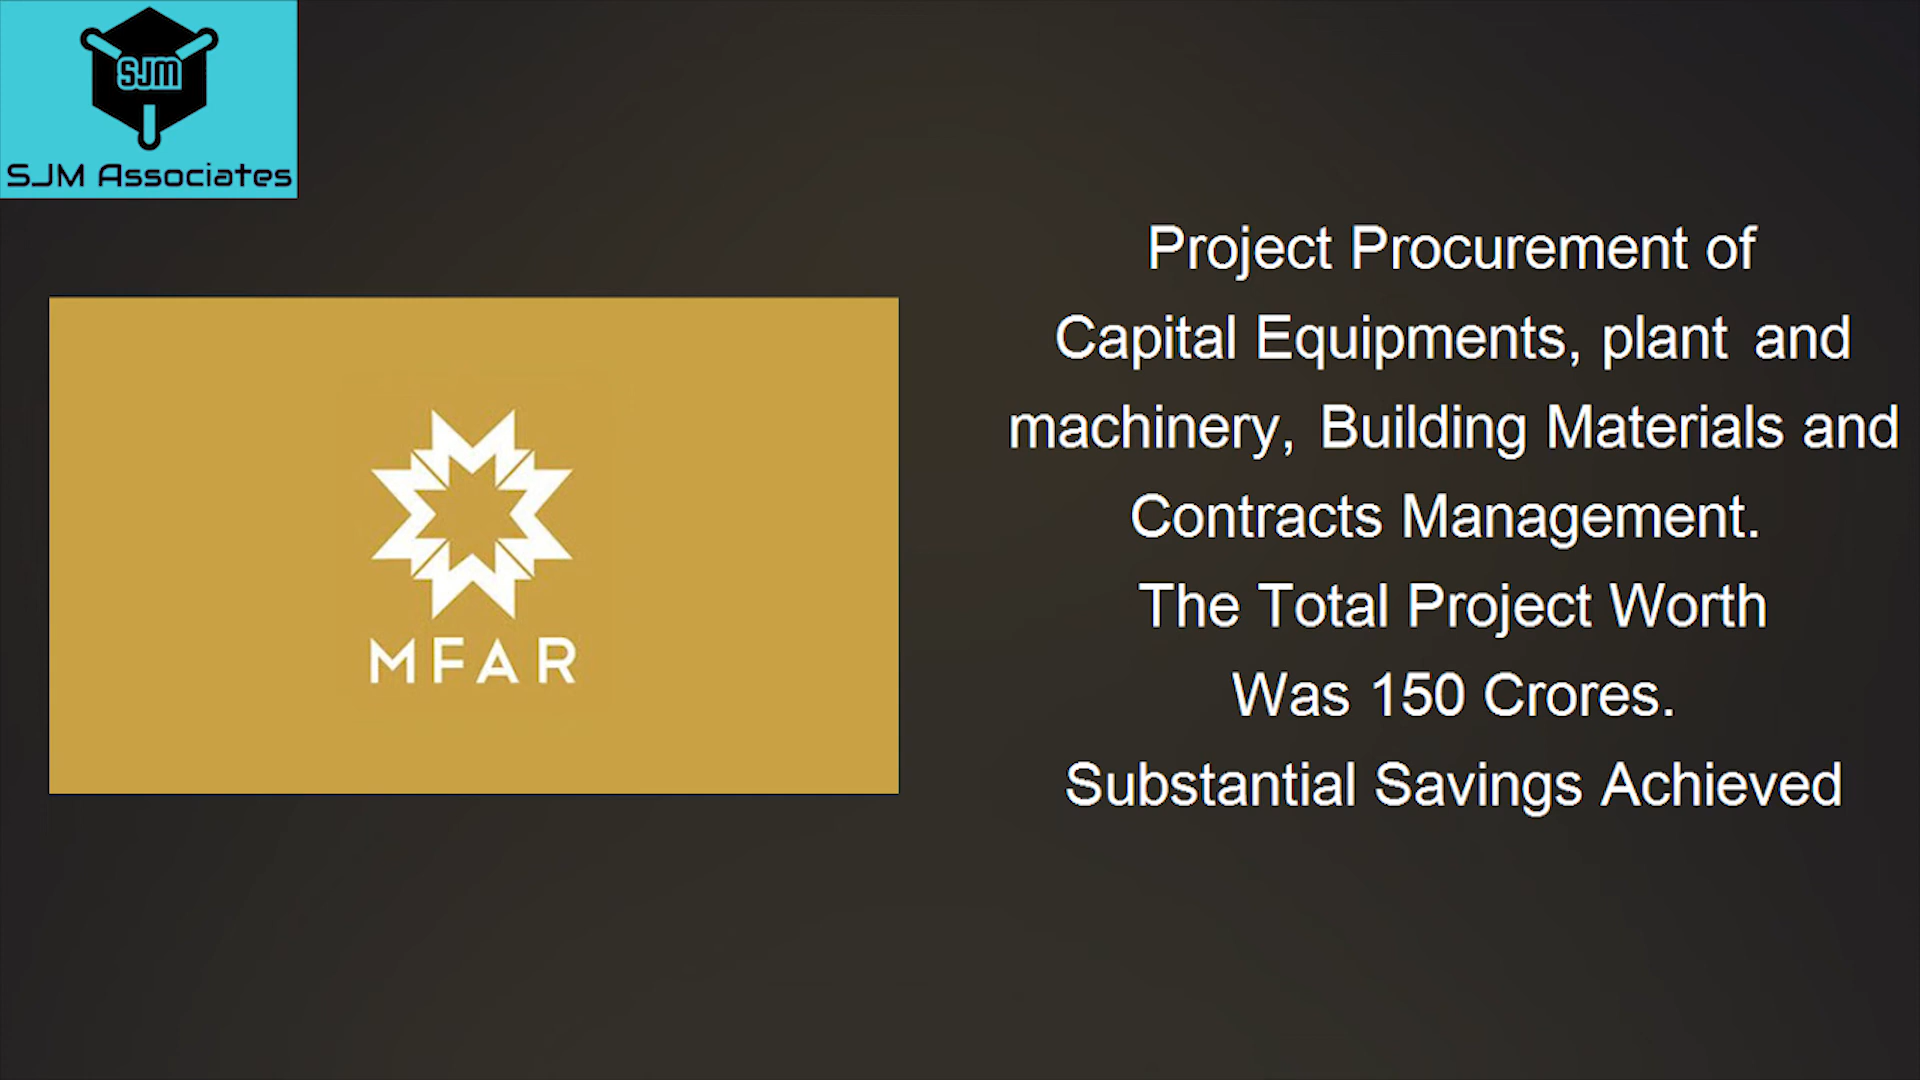 SJM
SJM Associates
MFAR
Project Procurement of
Capital Equipments, plant and
machinery, Building Materials and
Contracts Management.
The Total Project Worth
Was 150 Crores.
Substantial Savings Achieved